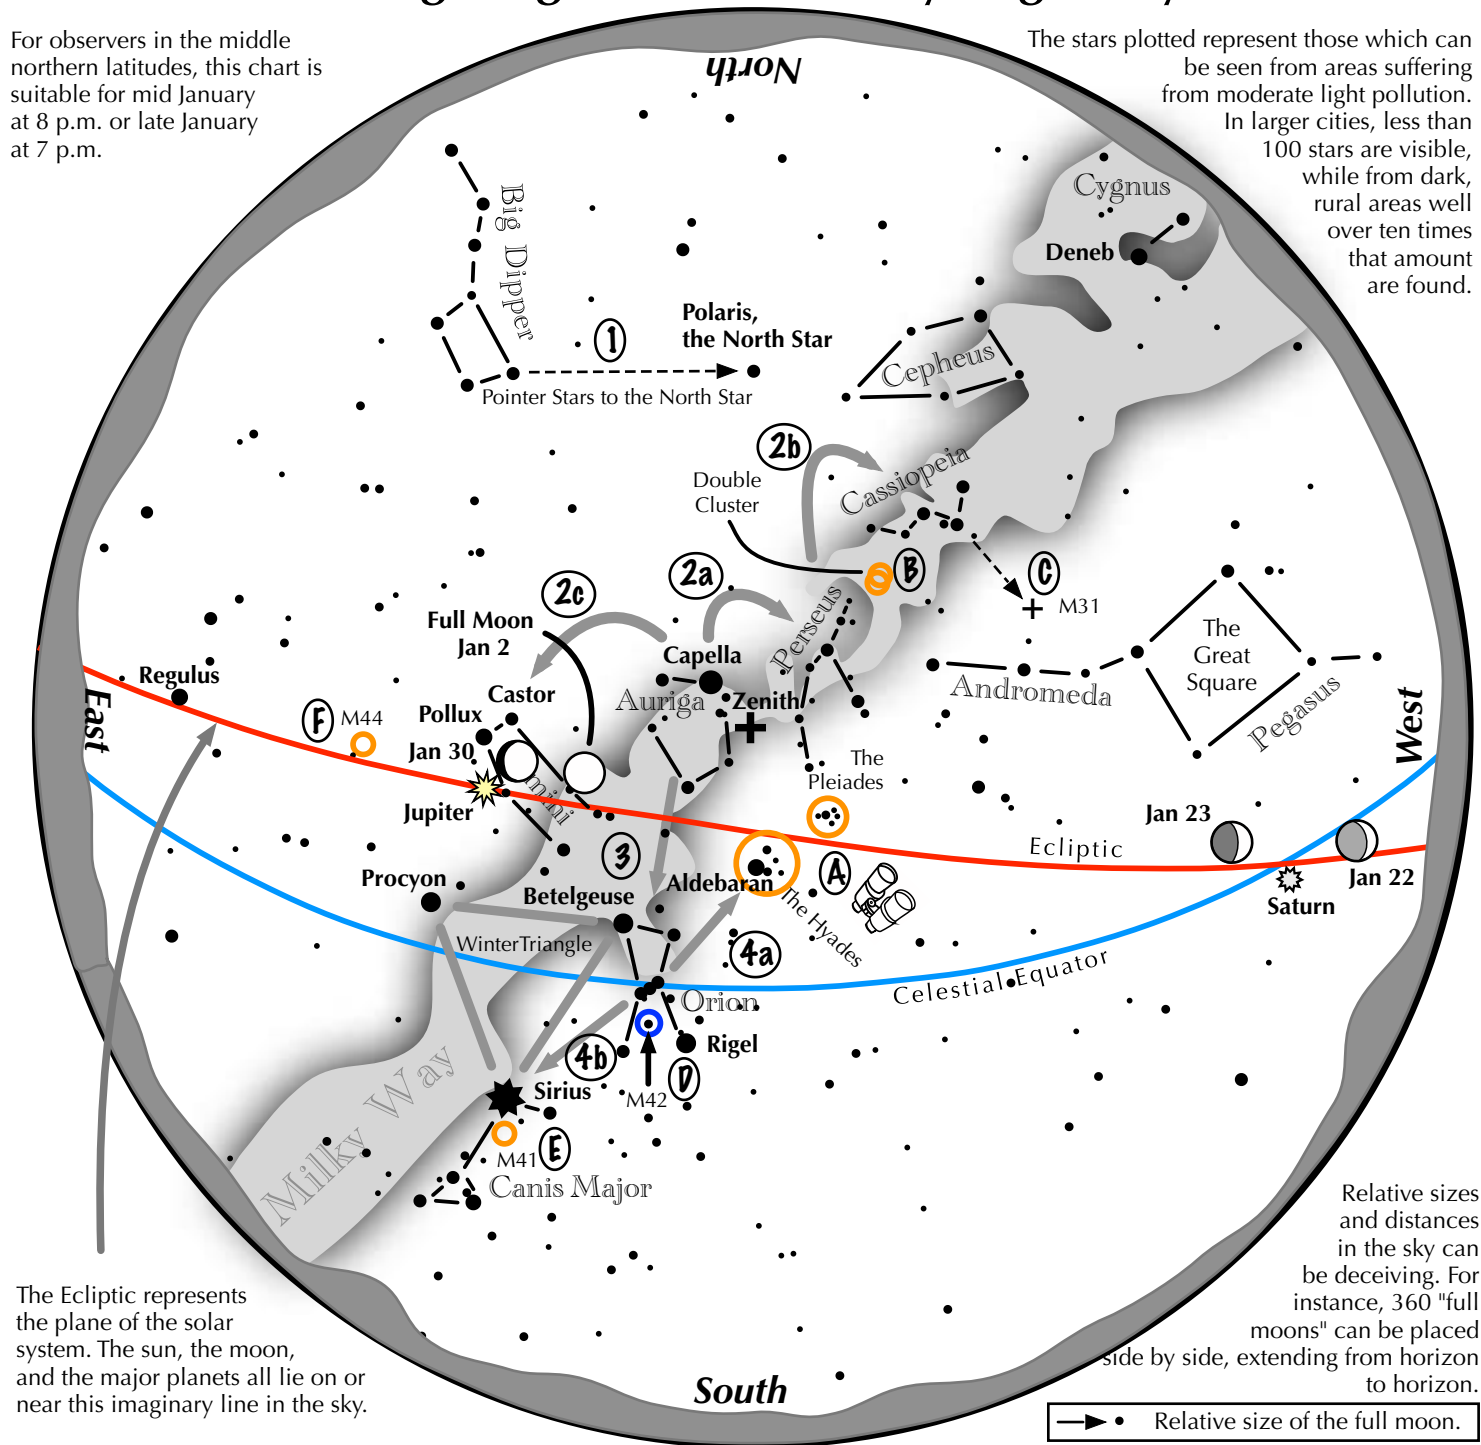 For observers in the middle
northern latitudes, this chart is
suitable for mid January
at 8 p.m. or late January
at 7 p.m.
The stars plotted represent those which can
be seen from areas suffering
from moderate light pollution.
In larger cities, less than
100 stars are visible,
while from dark,
rural areas well
over ten times
that amount
are found.
North
Cygnus
Deneb
Big Dipper
1
Polaris,
the North Star
Pointer Stars to the North Star
Cepheus
2b
Cassiopeia
Double
Cluster
B
C
M31
2a
2c
Perseus
Full Moon
Jan 2
Capella
Auriga
Zenith
Andromeda
The
Great
Square
Pegasus
West
East
Regulus
F
M44
Castor
Pollux
Jan 30
Jupiter
mini
The
Pleiades
Jan 23
Ecliptic
Jan 22
Saturn
3
A
Aldebaran
The Hyades
Procyon
Betelgeuse
Winter Triangle
4a
Celestial Equator
Orion
Rigel
4b
D
M42
Sirius
M41
E
Canis Major
Milky Way
The Ecliptic represents
the plane of the solar
system. The sun, the moon,
and the major planets all lie on or
near this imaginary line in the sky.
South
Relative sizes
and distances
in the sky can
be deceiving. For
instance, 360 "full
moons" can be placed
side by side, extending from horizon
to horizon.
Relative size of the full moon.